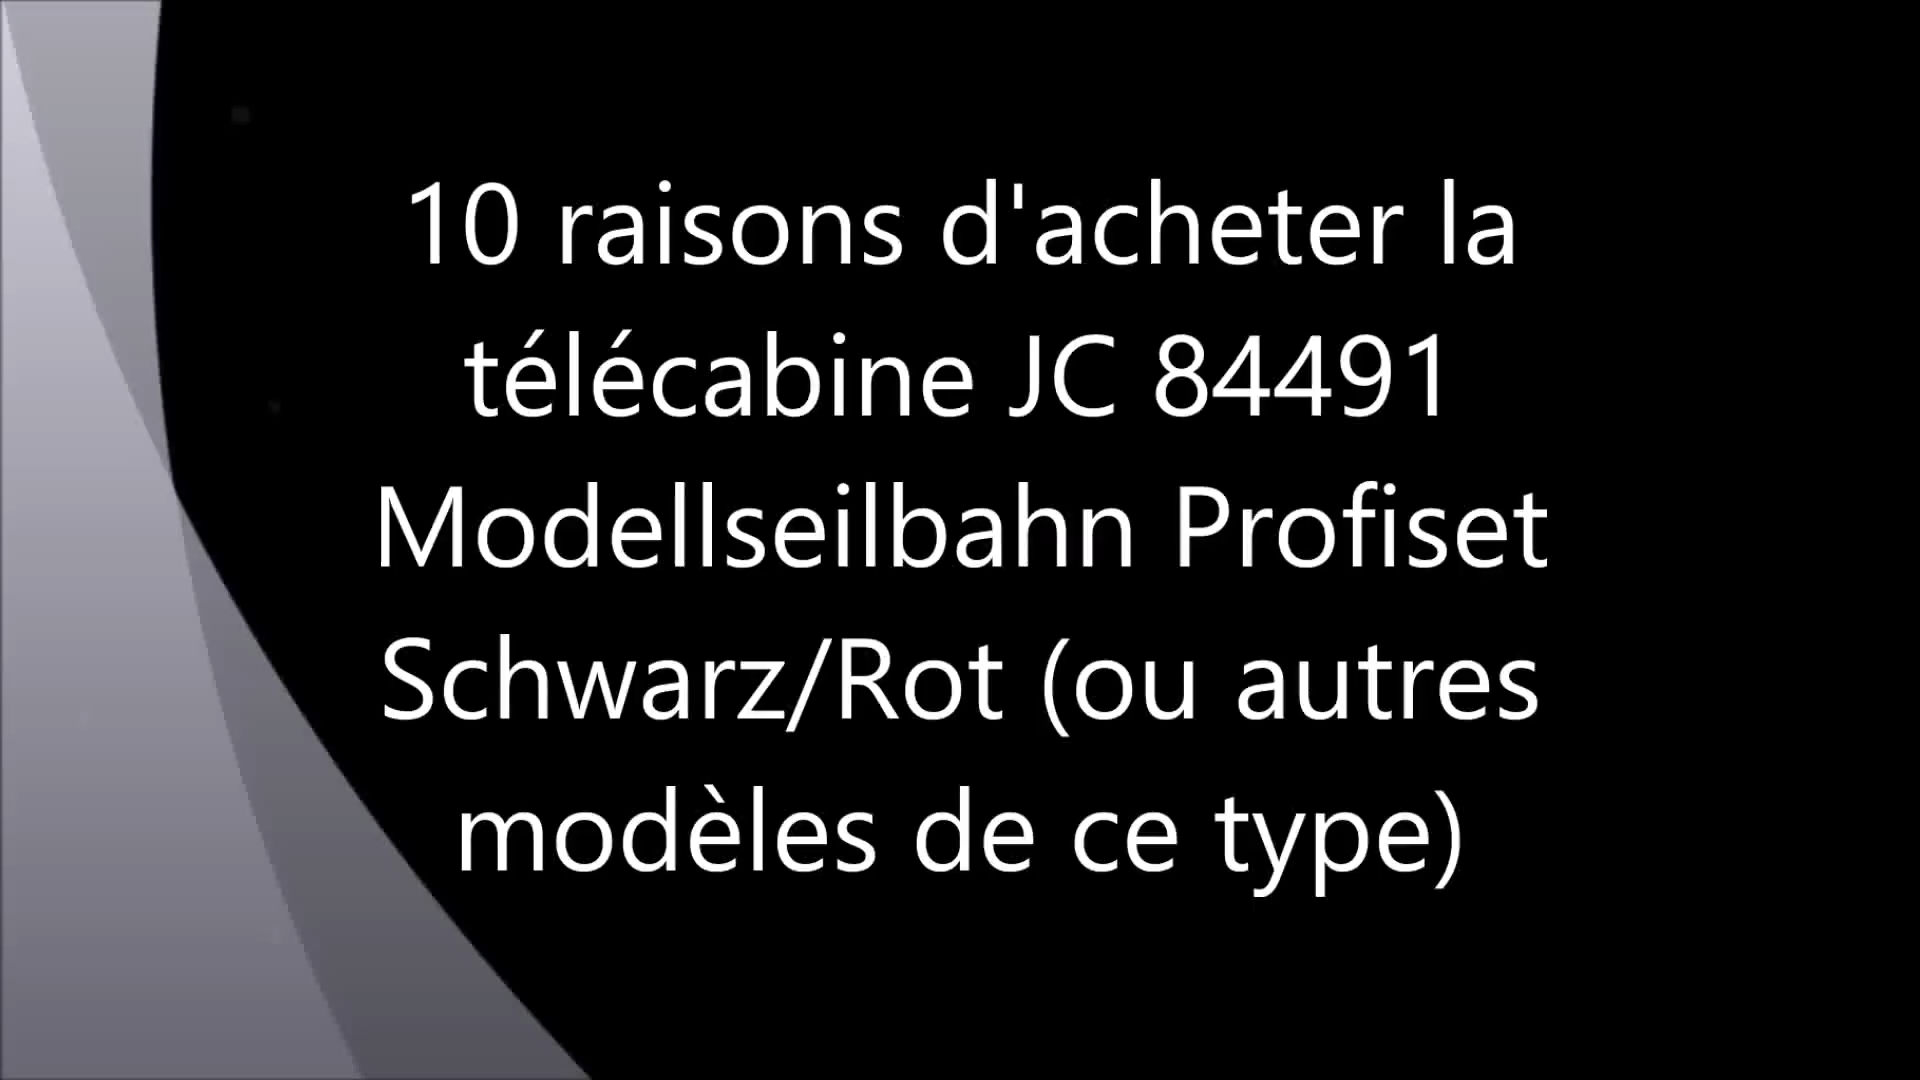 10 raisons d'acheter la
télécabine JC 84491
Modellseilbahn Profiset
Schwarz/Rot (ou autres
modèles de ce type)